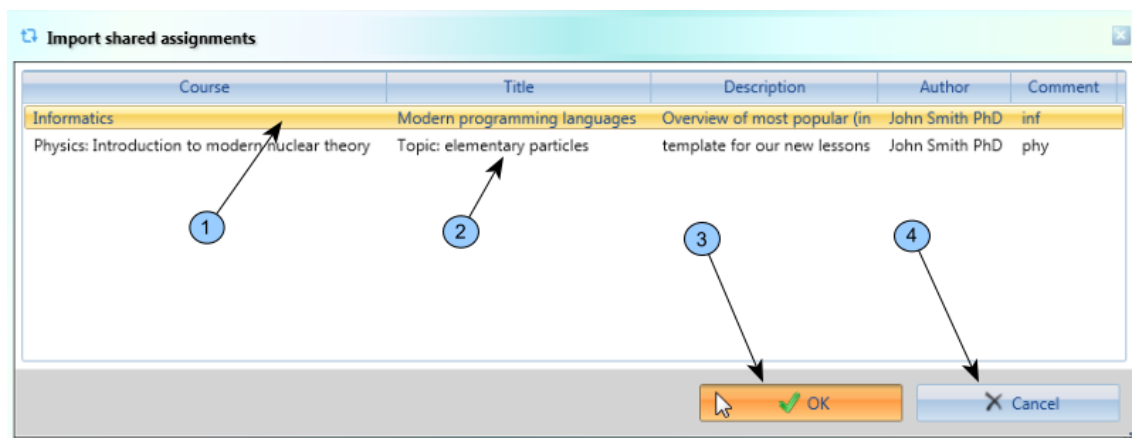 Import shared assignments
Course Title Description Author Comment
Informatics Modern programming languages Overview of most popular (in John Smith PhD inf
Physics: Introduction to modern nuclear theory Topic: elementary particles template for our new lessons John Smith PhD phy
1 2 3 4
OK Cancel